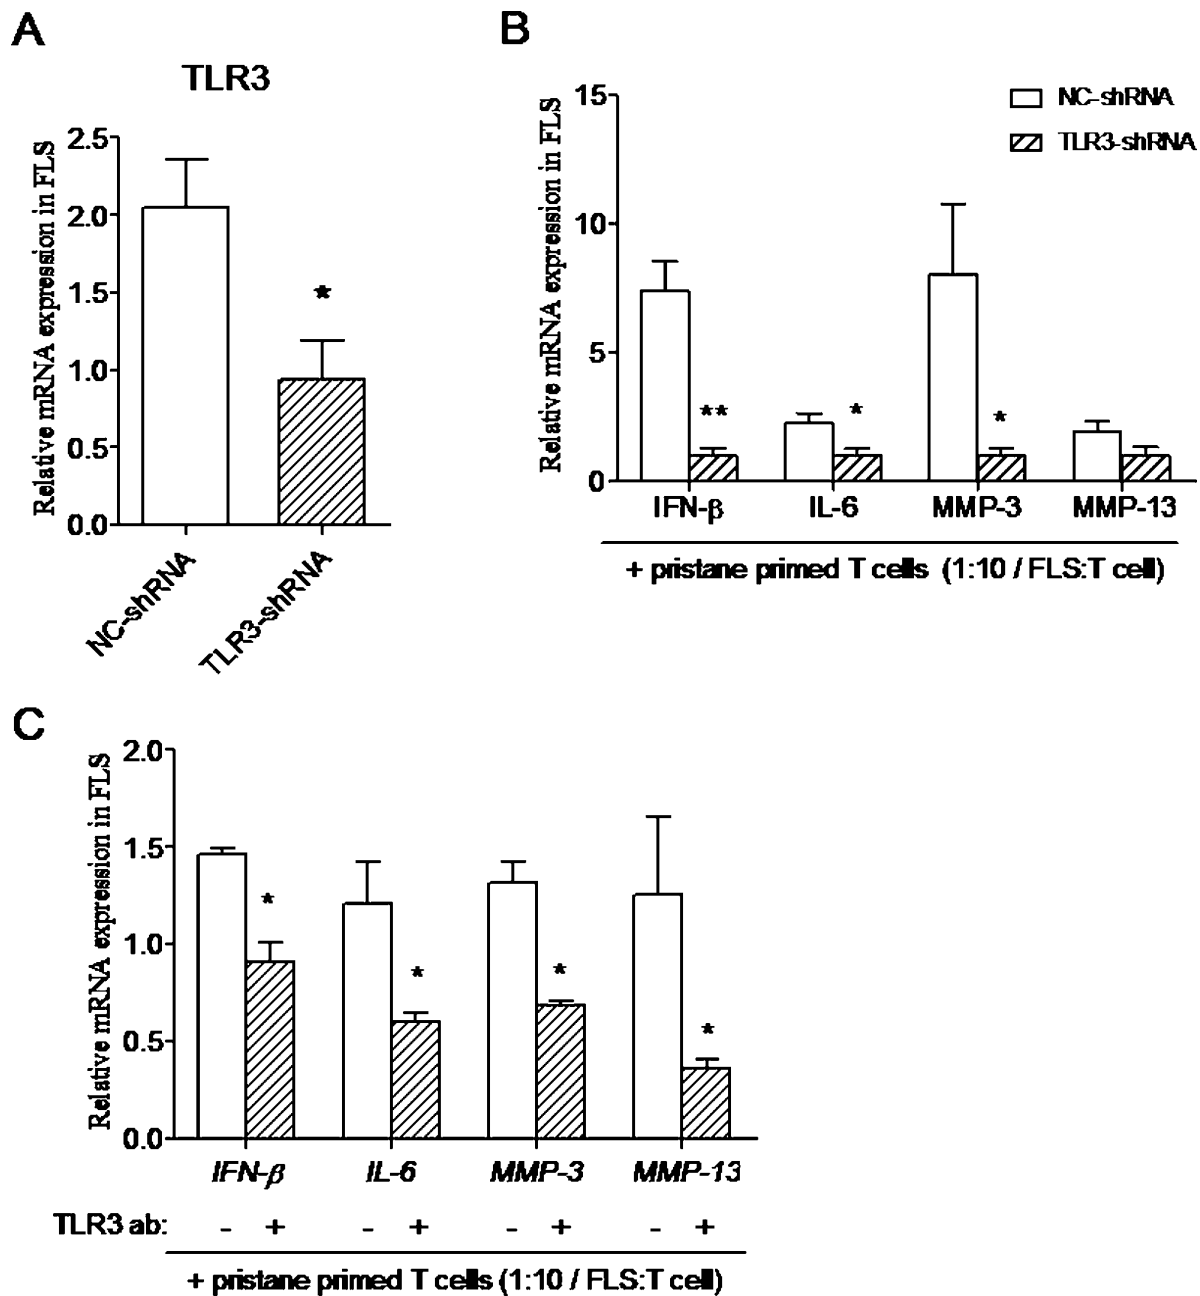 A
TLR3
Relative mRNA expression in FLS
2.5
2.0
1.5
1.0
0.5
0.0
*
NC-shRNA
TLR3-shRNA
B
Relative mRNA expression in FLS
15
10
5
0
NC-shRNA
TLR3-shRNA
** * *
IFN-β IL-6 MMP-3 MMP-13
+ pristane primed T cells (1:10 / FLS:T cell)
C
Relative mRNA expression in FLS
2.0
1.5
1.0
0.5
0.0
* * * *
IFN-β IL-6 MMP-3 MMP-13
TLR3 ab: - + - + - + - +
+ pristane primed T cells (1:10 / FLS:T cell)